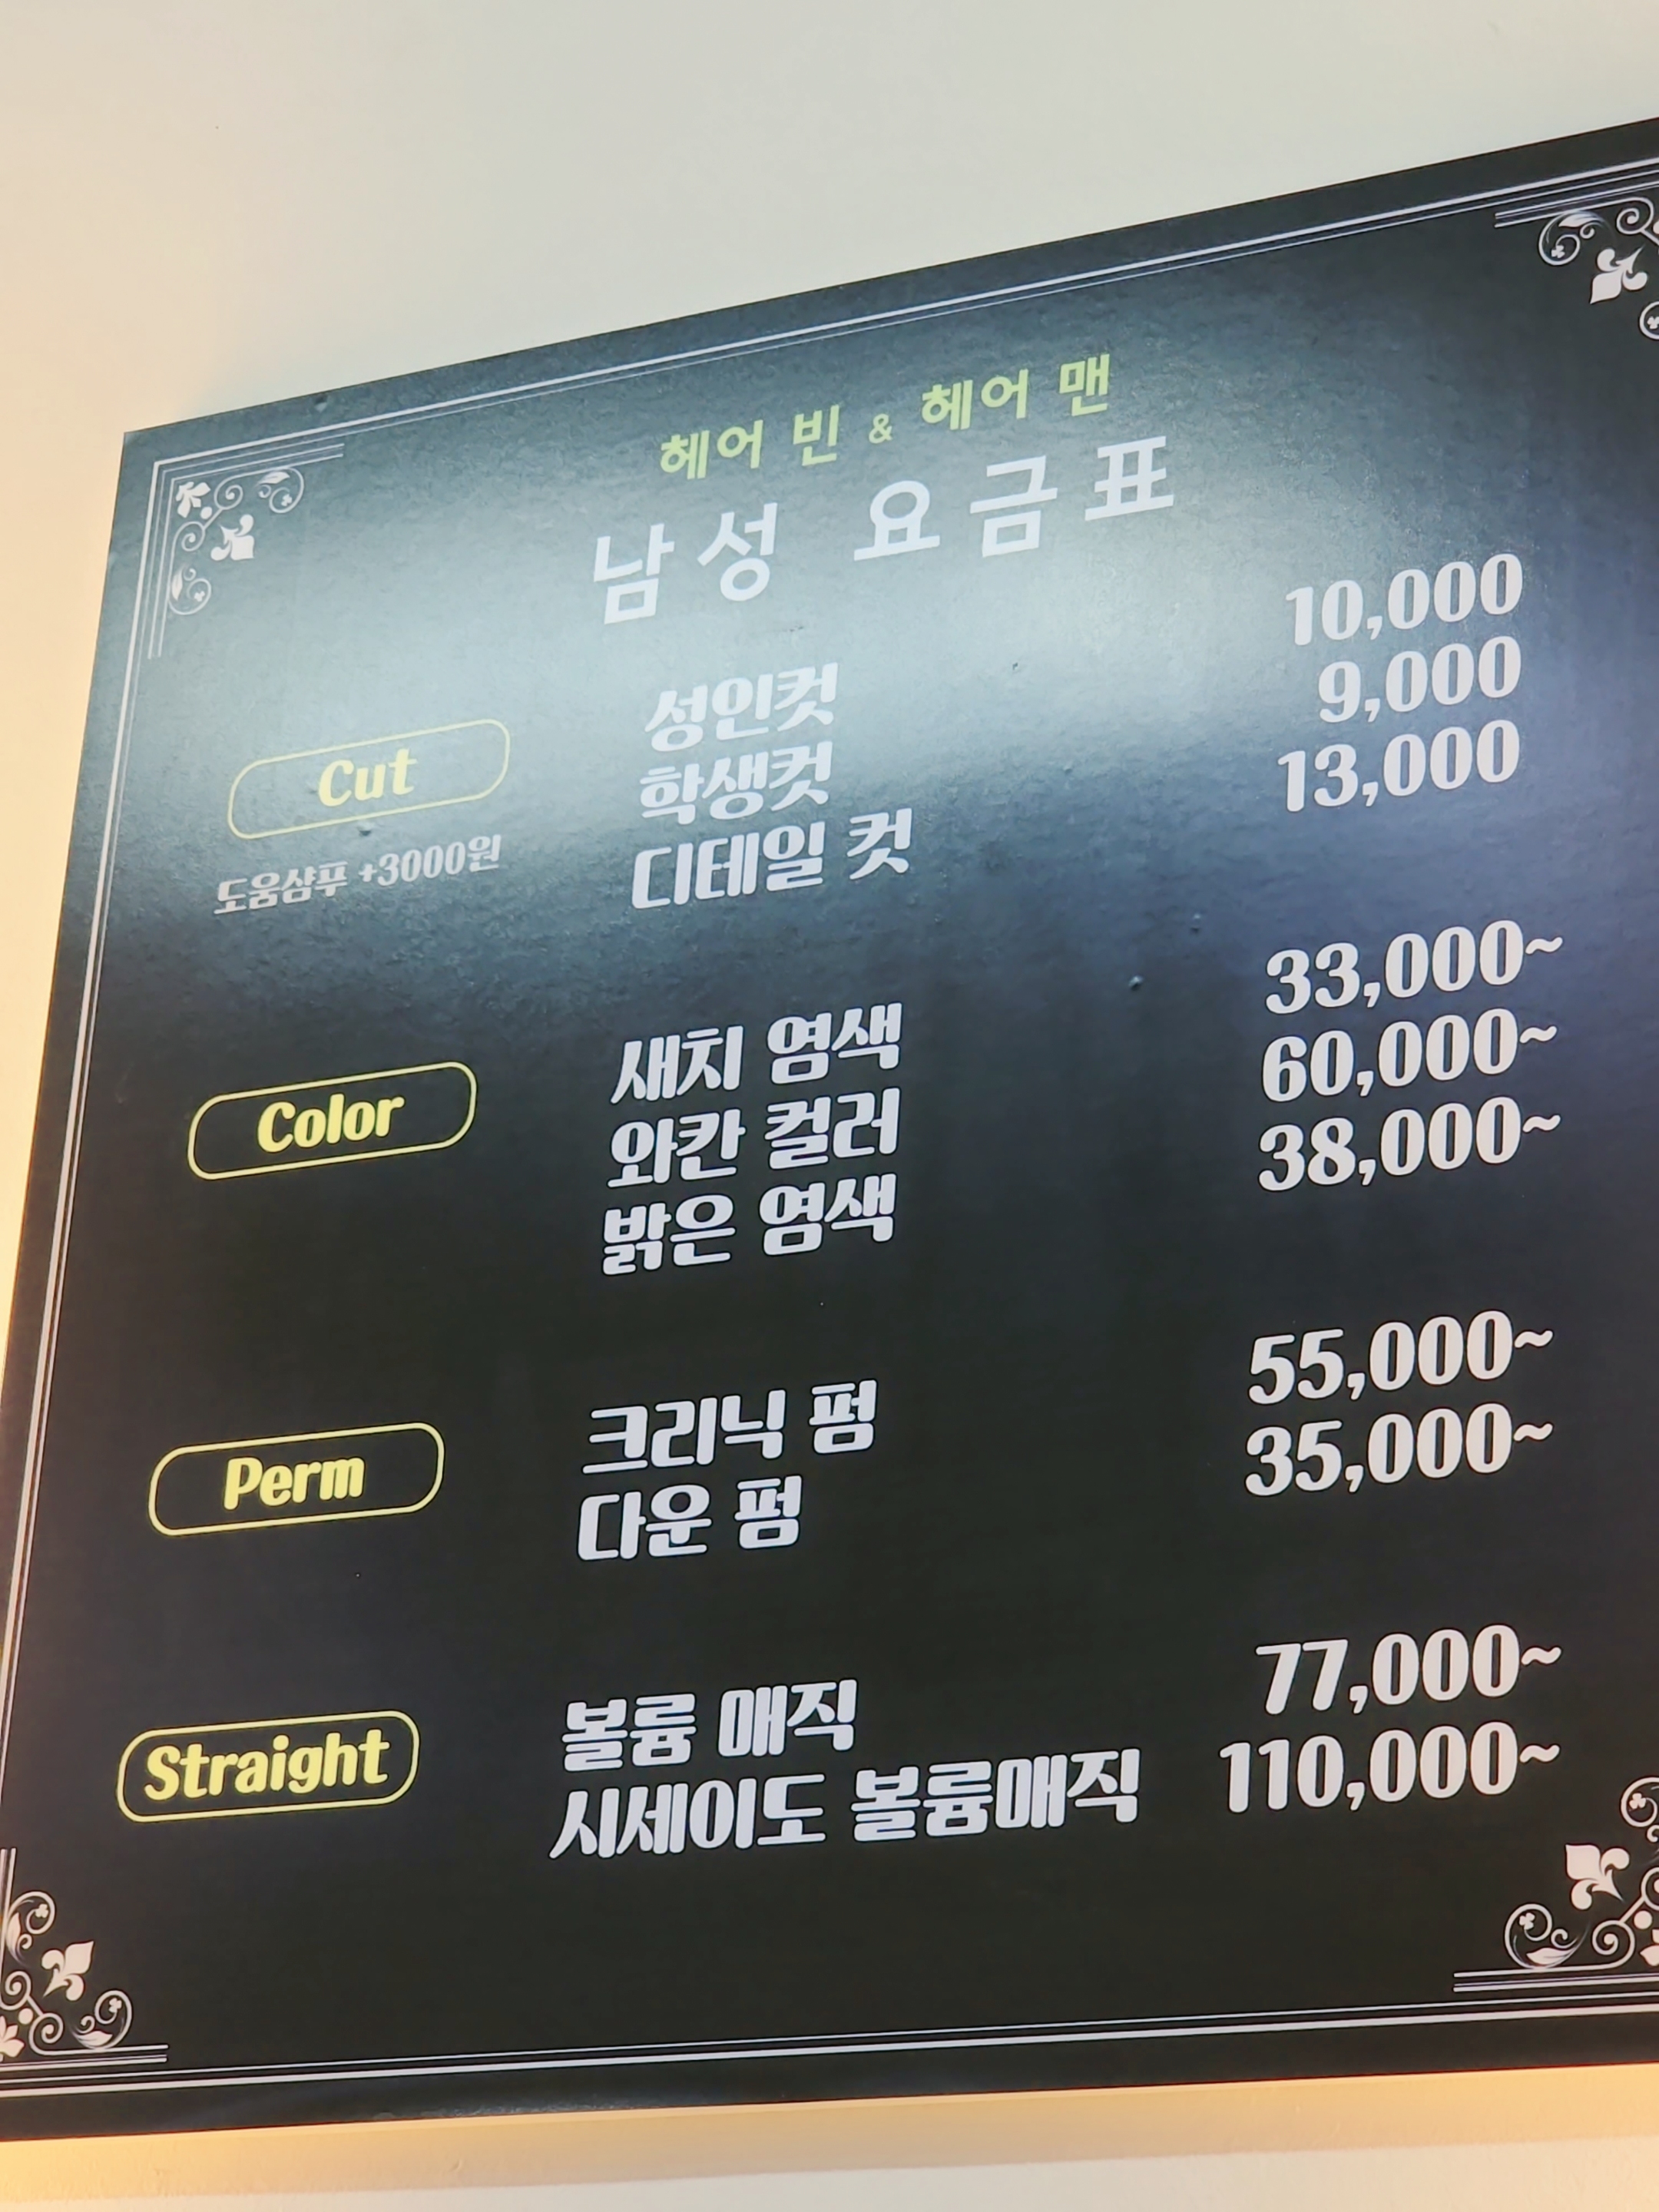 헤어 빈 & 헤어 맨
남성 요금표
Cut
도움샴푸 +3000원
성인컷 10,000
학생컷 9,000
디테일 컷 13,000
Color
새치 염색 33,000~
와칸 컬러 60,000~
밝은 염색 38,000~
Perm
크리닉 펌 55,000~
다운 펌 35,000~
Straight
볼륨 매직 77,000~
시세이도 볼륨매직 110,000~